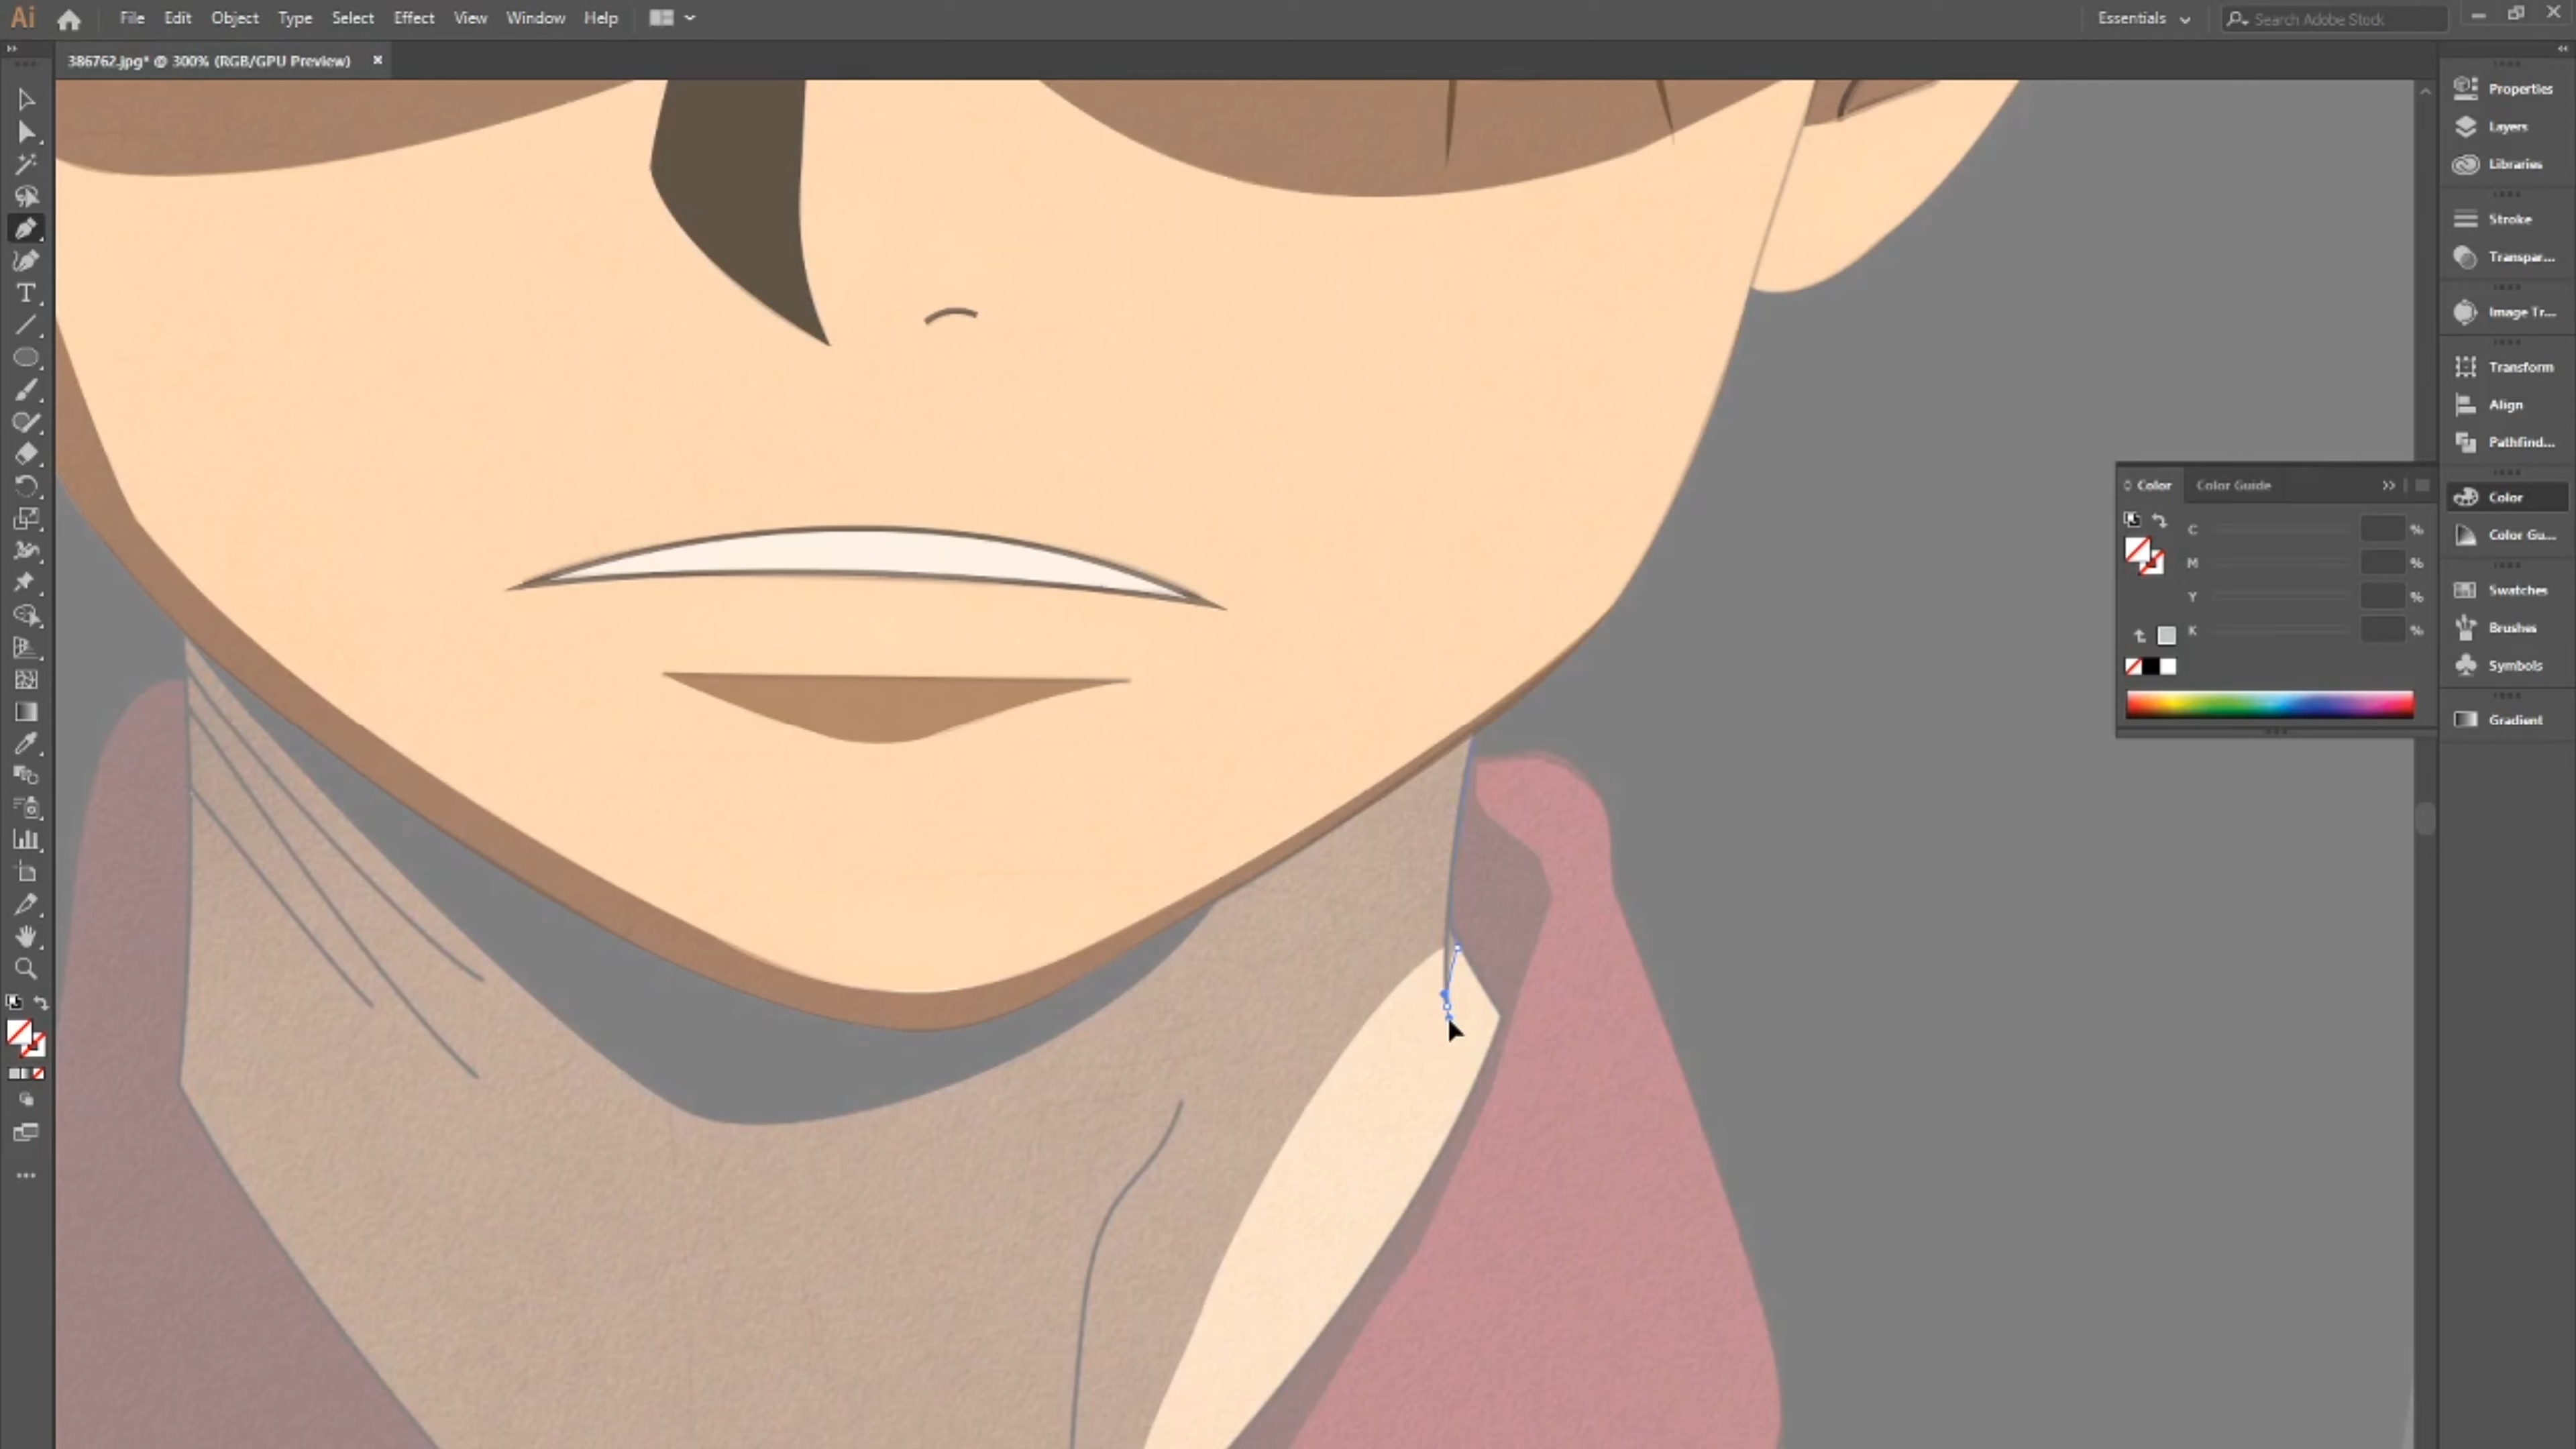 Ai File Edit Object Type Select Effect View Window Help Essentials Search Adobe Stock
386762.jpg* @ 300% (RGB/GPU Preview) ×
Properties
Layers
Libraries
Stroke
Transpar...
Image Tr...
Transform
Align
Pathfind...
Color
Color Gu...
Swatches
Brushes
Symbols
Gradient
Color Color Guide
C %
M %
Y %
K %
T